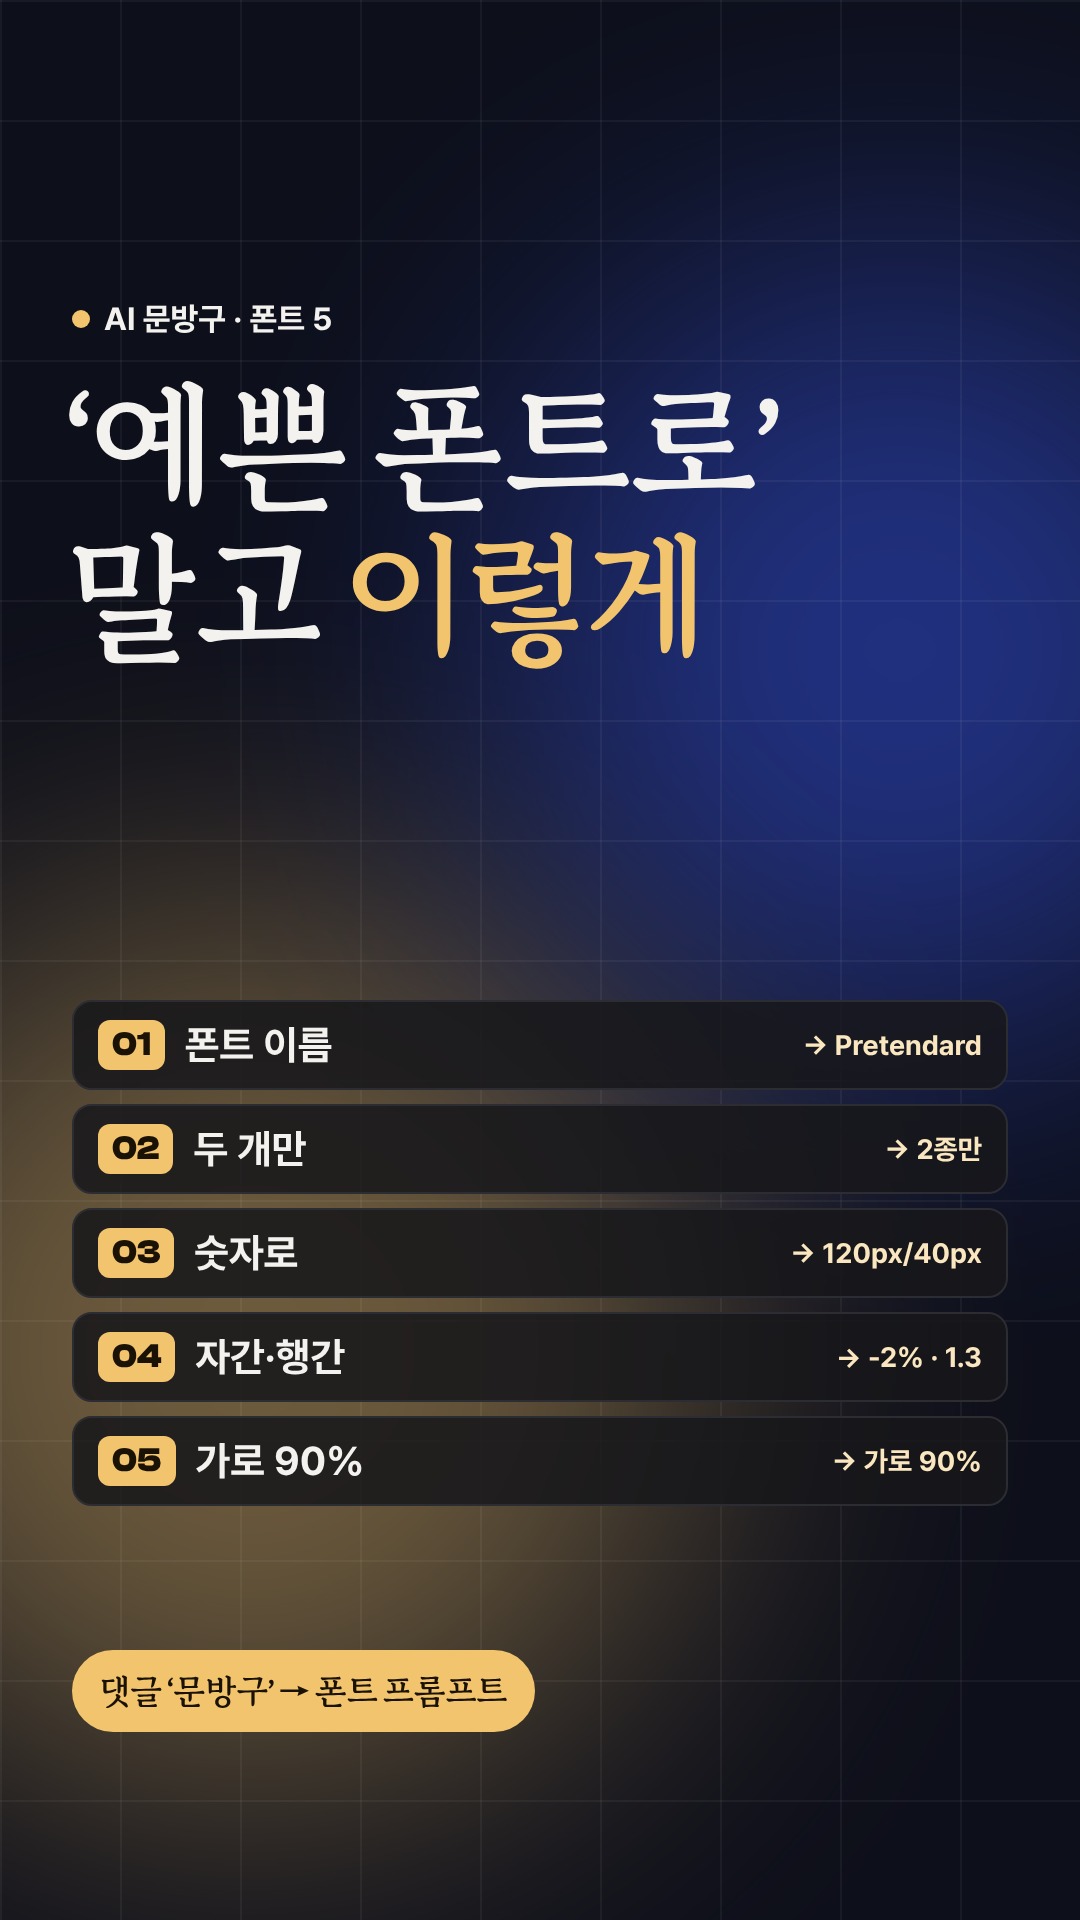 AI 문방구 · 폰트 5
‘예쁜 폰트로’
말고 이렇게
01 폰트 이름 → Pretendard
02 두 개만 → 2종만
03 숫자로 → 120px/40px
04 자간·행간 → -2% · 1.3
05 가로 90% → 가로 90%
댓글 ‘문방구’ → 폰트 프롬프트